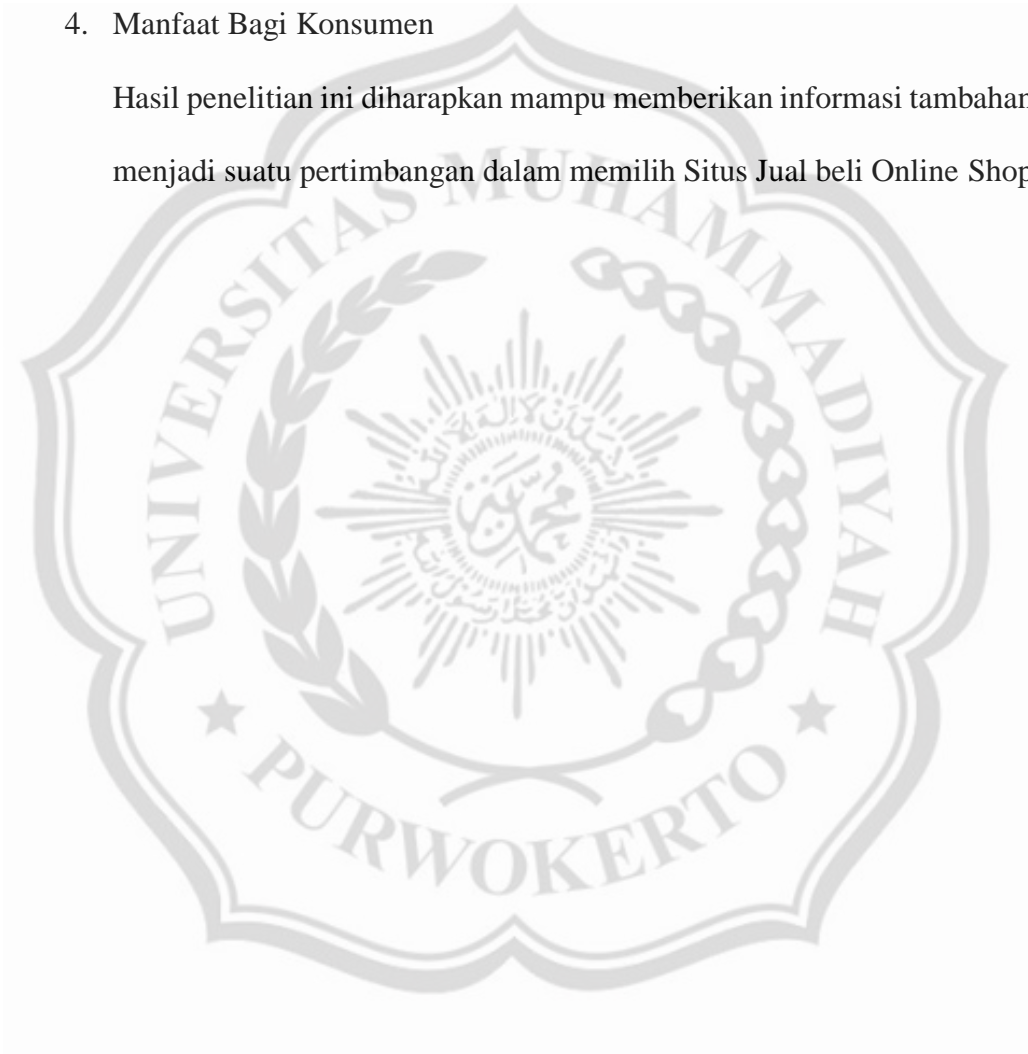 4. Manfaat Bagi Konsumen
Hasil penelitian ini diharapkan mampu memberikan informasi tambahan
menjadi suatu pertimbangan dalam memilih Situs Jual beli Online Shop
UNIVERSITAS MUHAMMADIYAH
PURWOKERTO